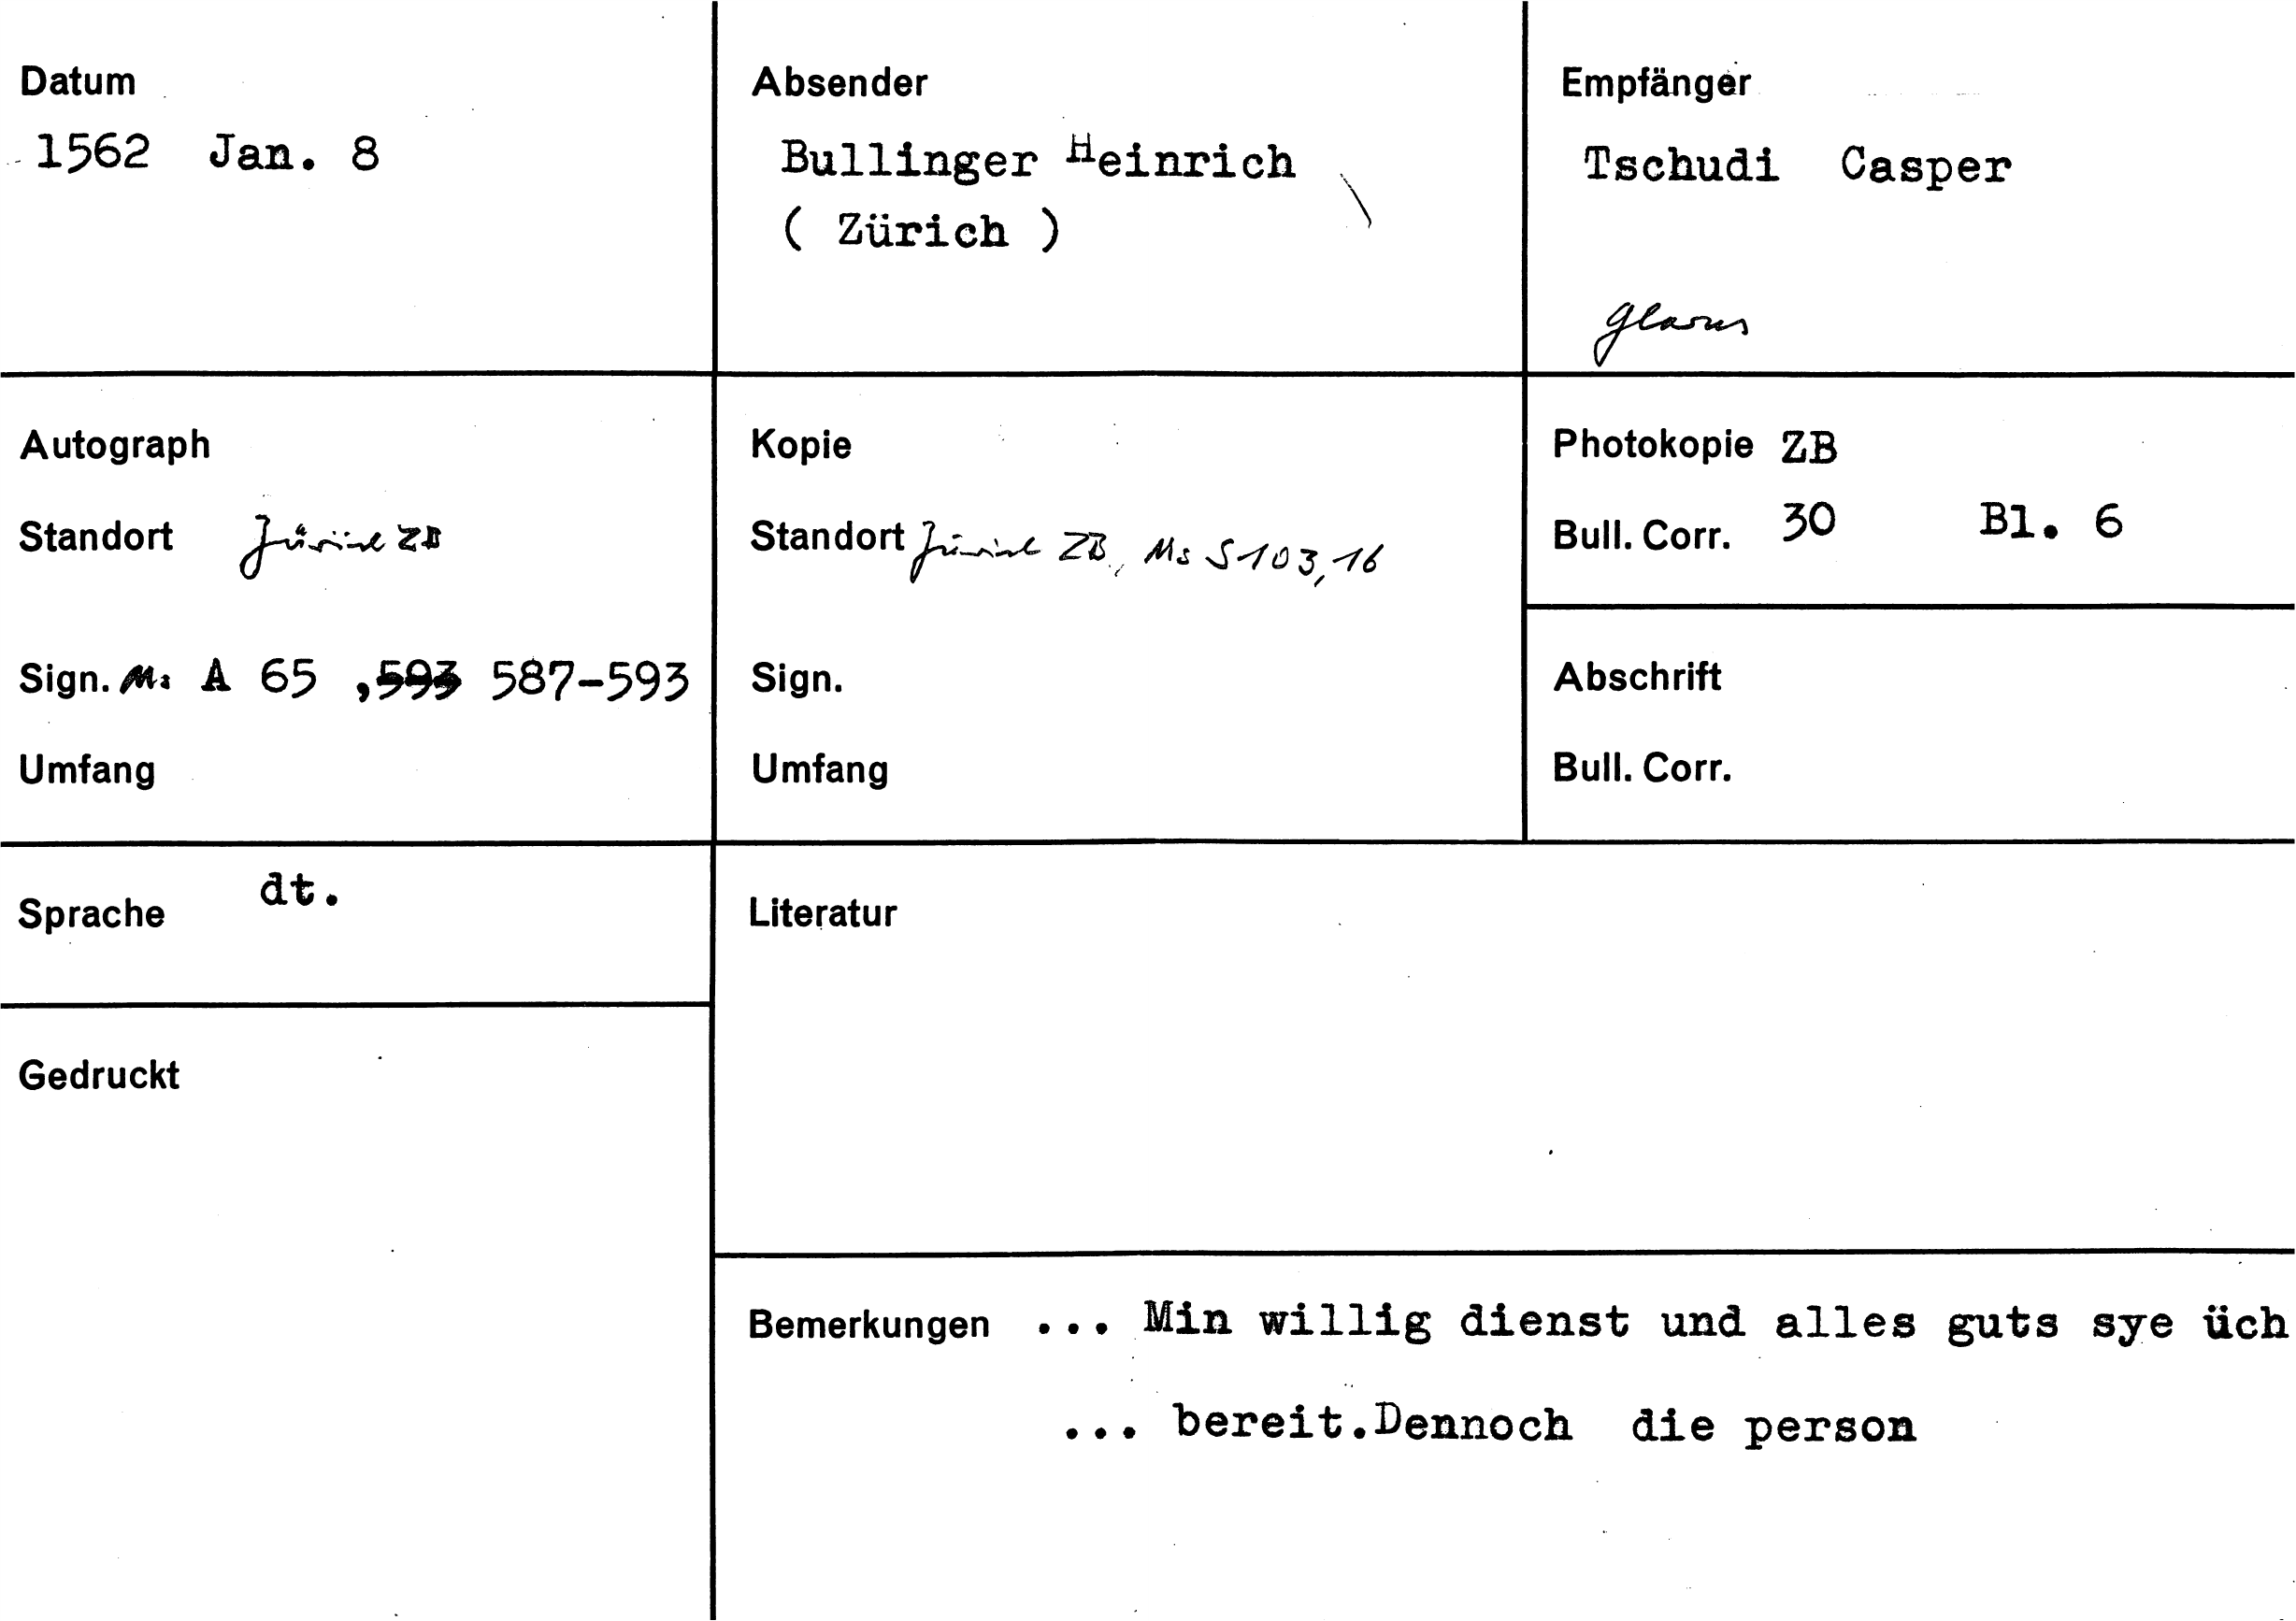 Datum
1562 Jan. 8
Absender
Bullinger Heinrich
( Zürich )
Empfänger
Tschudi Casper
Glarus
Autograph
Standort Zürich ZB
Sign. Ms A 65 ,593 587-593
Umfang
Kopie
Standort Zürich ZB, Ms S 103, 16
Sign.
Umfang
Photokopie ZB
Bull. Corr. 30 Bl. 6
Abschrift
Bull. Corr.
Sprache dt.
Literatur
Gedruckt
Bemerkungen ... Min willig dienst und alles guts sye üch
... bereit.Dennoch die person